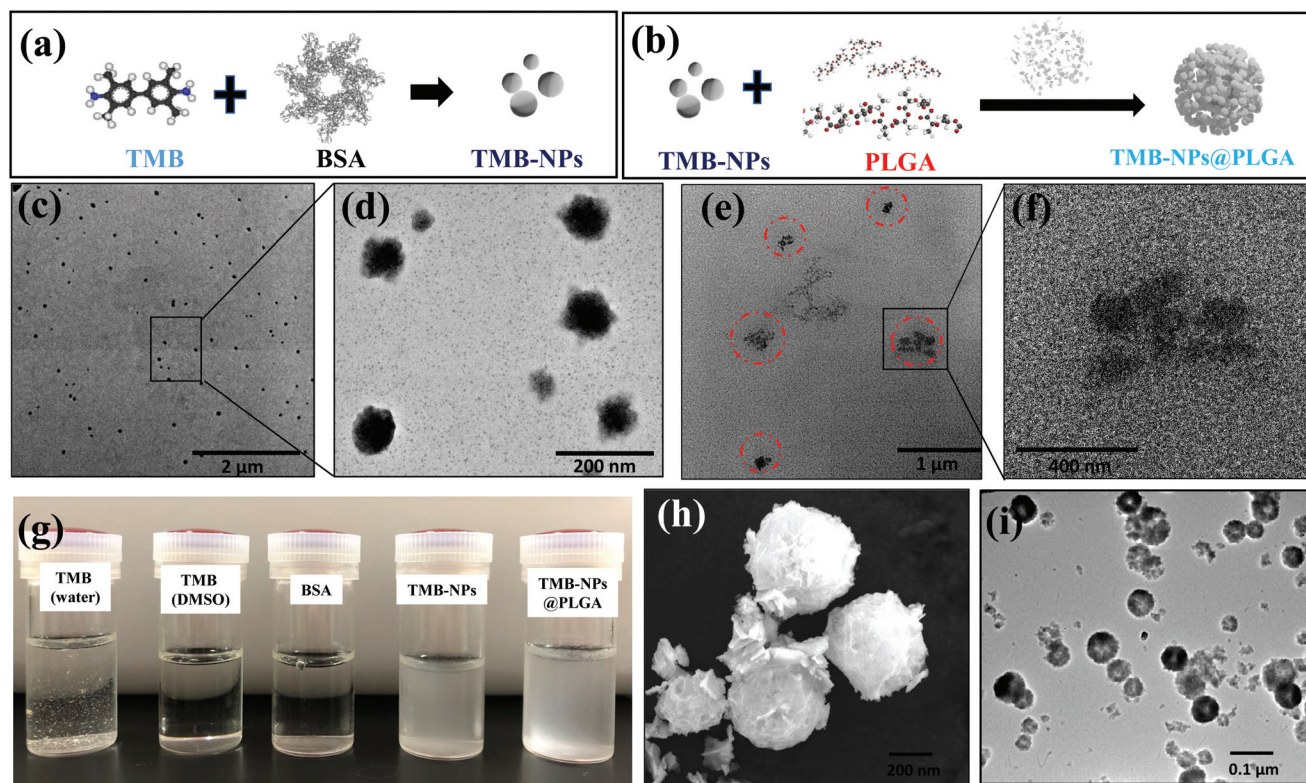 (a)
TMB
BSA
TMB-NPs
(b)
TMB-NPs
PLGA
TMB-NPs@PLGA
(c)
2 μm
(d)
200 nm
(e)
1 μm
(f)
400 nm
(g)
TMB
(water)
TMB
(DMSO)
BSA
TMB-NPs
TMB-NPs
@PLGA
(h)
200 nm
(i)
0.1 μm